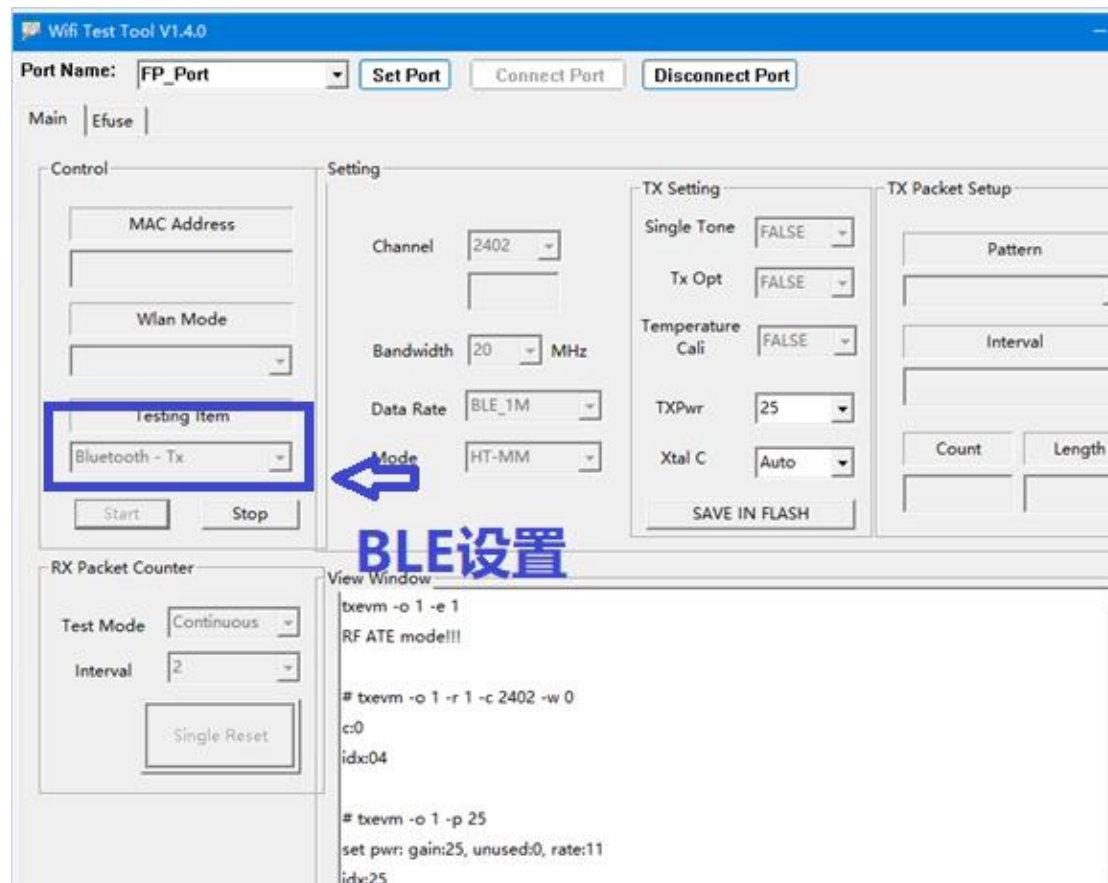 Wifi Test Tool V1.4.0
Port Name: FP_Port Set Port Connect Port Disconnect Port
Main Efuse
Control
MAC Address
Wlan Mode
Testing Item
Bluetooth - Tx
Start Stop
Setting
Channel 2402
Bandwidth 20 MHz
Data Rate BLE_1M
Mode HT-MM
TX Setting
Single Tone FALSE
Tx Opt FALSE
Temperature
Cali FALSE
TXPwr 25
Xtal C Auto
SAVE IN FLASH
TX Packet Setup
Pattern
Interval
Count Length
BLE设置
RX Packet Counter
Test Mode Continuous
Interval 2
Single Reset
View Window
txevm -o 1 -e 1
RF ATE mode!!!
# txevm -o 1 -r 1 -c 2402 -w 0
c:0
idx:04
# txevm -o 1 -p 25
set pwr: gain:25, unused:0, rate:11
idx:25